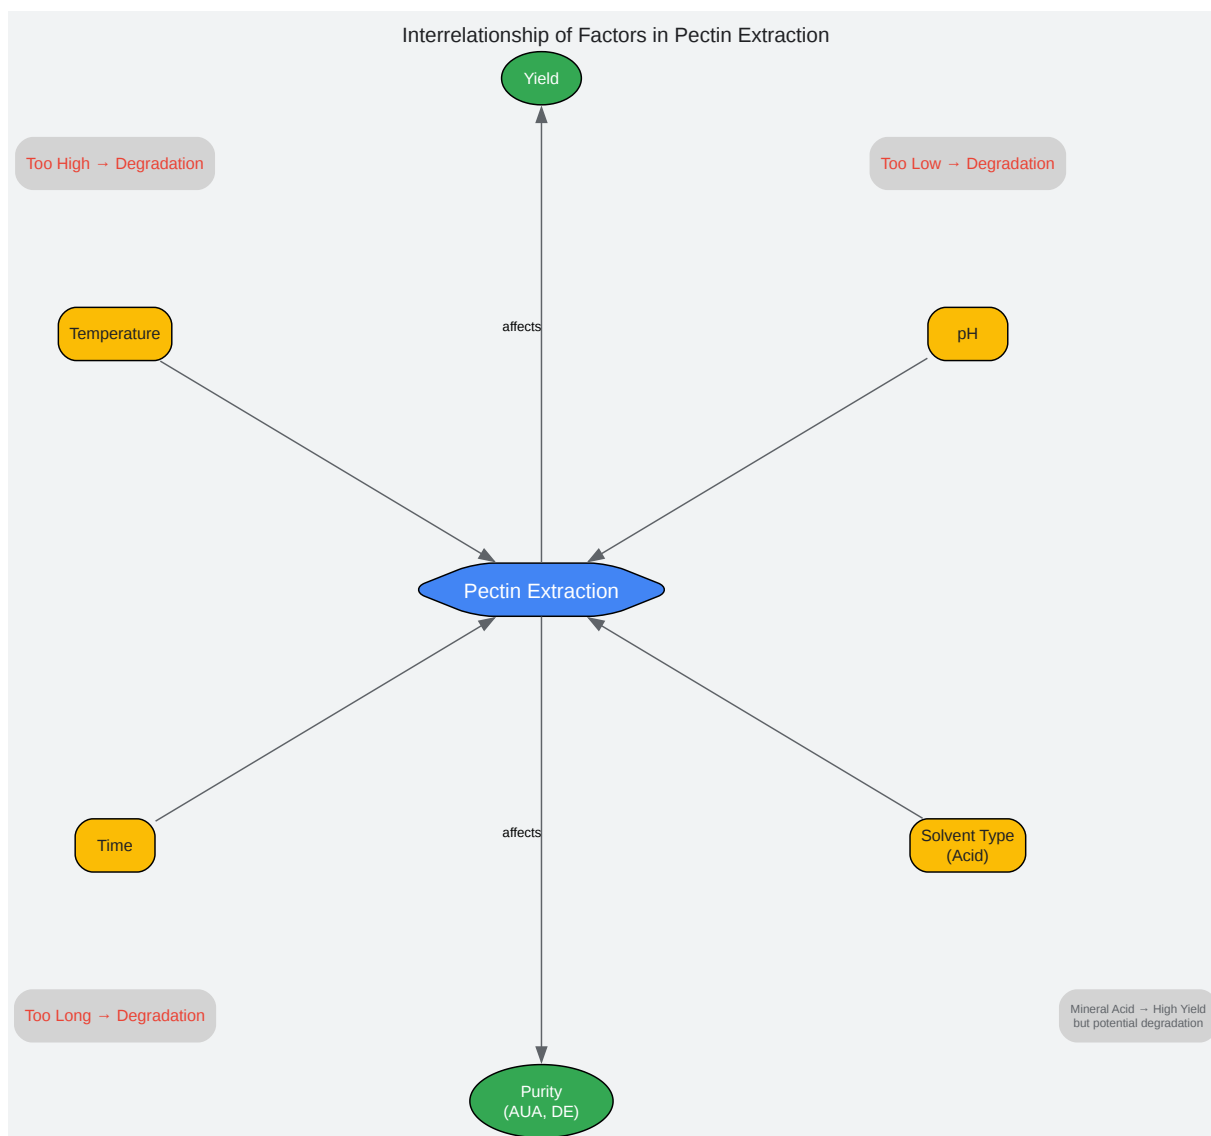 Interrelationship of Factors in Pectin Extraction
Yield
Too High → Degradation
Too Low → Degradation
affects
Temperature
pH
Pectin Extraction
affects
Time
Solvent Type
(Acid)
Too Long → Degradation
Mineral Acid → High Yield
but potential degradation
Purity
(AUA, DE)